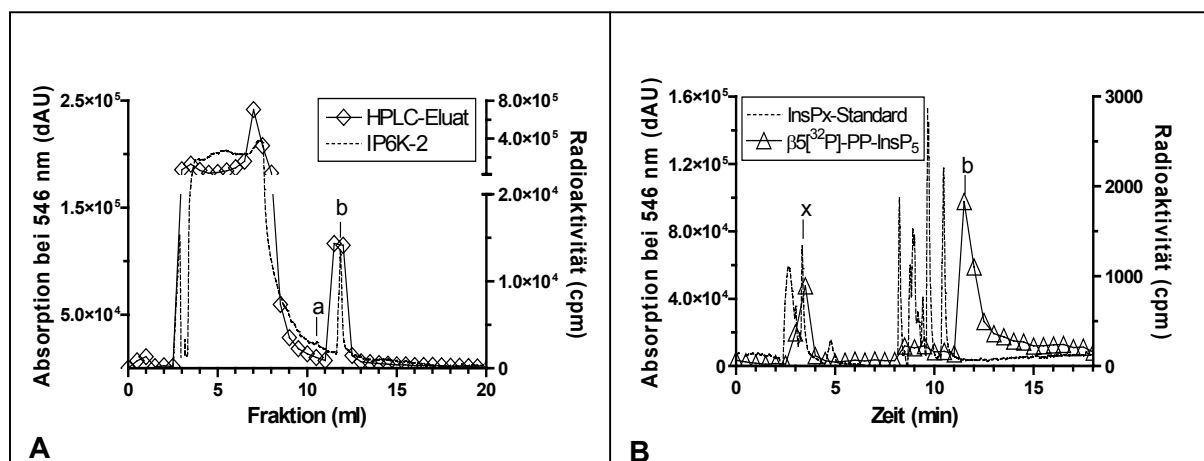 Absorption bei 546 nm (dAU)
2.5×10⁵
1.5×10⁵
5.0×10⁴
8.0×10⁵
4.0×10⁵
2.0×10⁴
1.0×10⁴
0
Radioaktivität (cpm)
HPLC-Eluat
IP6K-2
a
b
0
5
10
15
20
Fraktion (ml)
A
Absorption bei 546 nm (dAU)
1.6×10⁵
1.2×10⁵
8.0×10⁴
4.0×10⁴
0
3000
2000
1000
0
Radioaktivität (cpm)
InsPx-Standard
β5[³²P]-PP-InsP₅
x
b
0
5
10
15
Zeit (min)
B